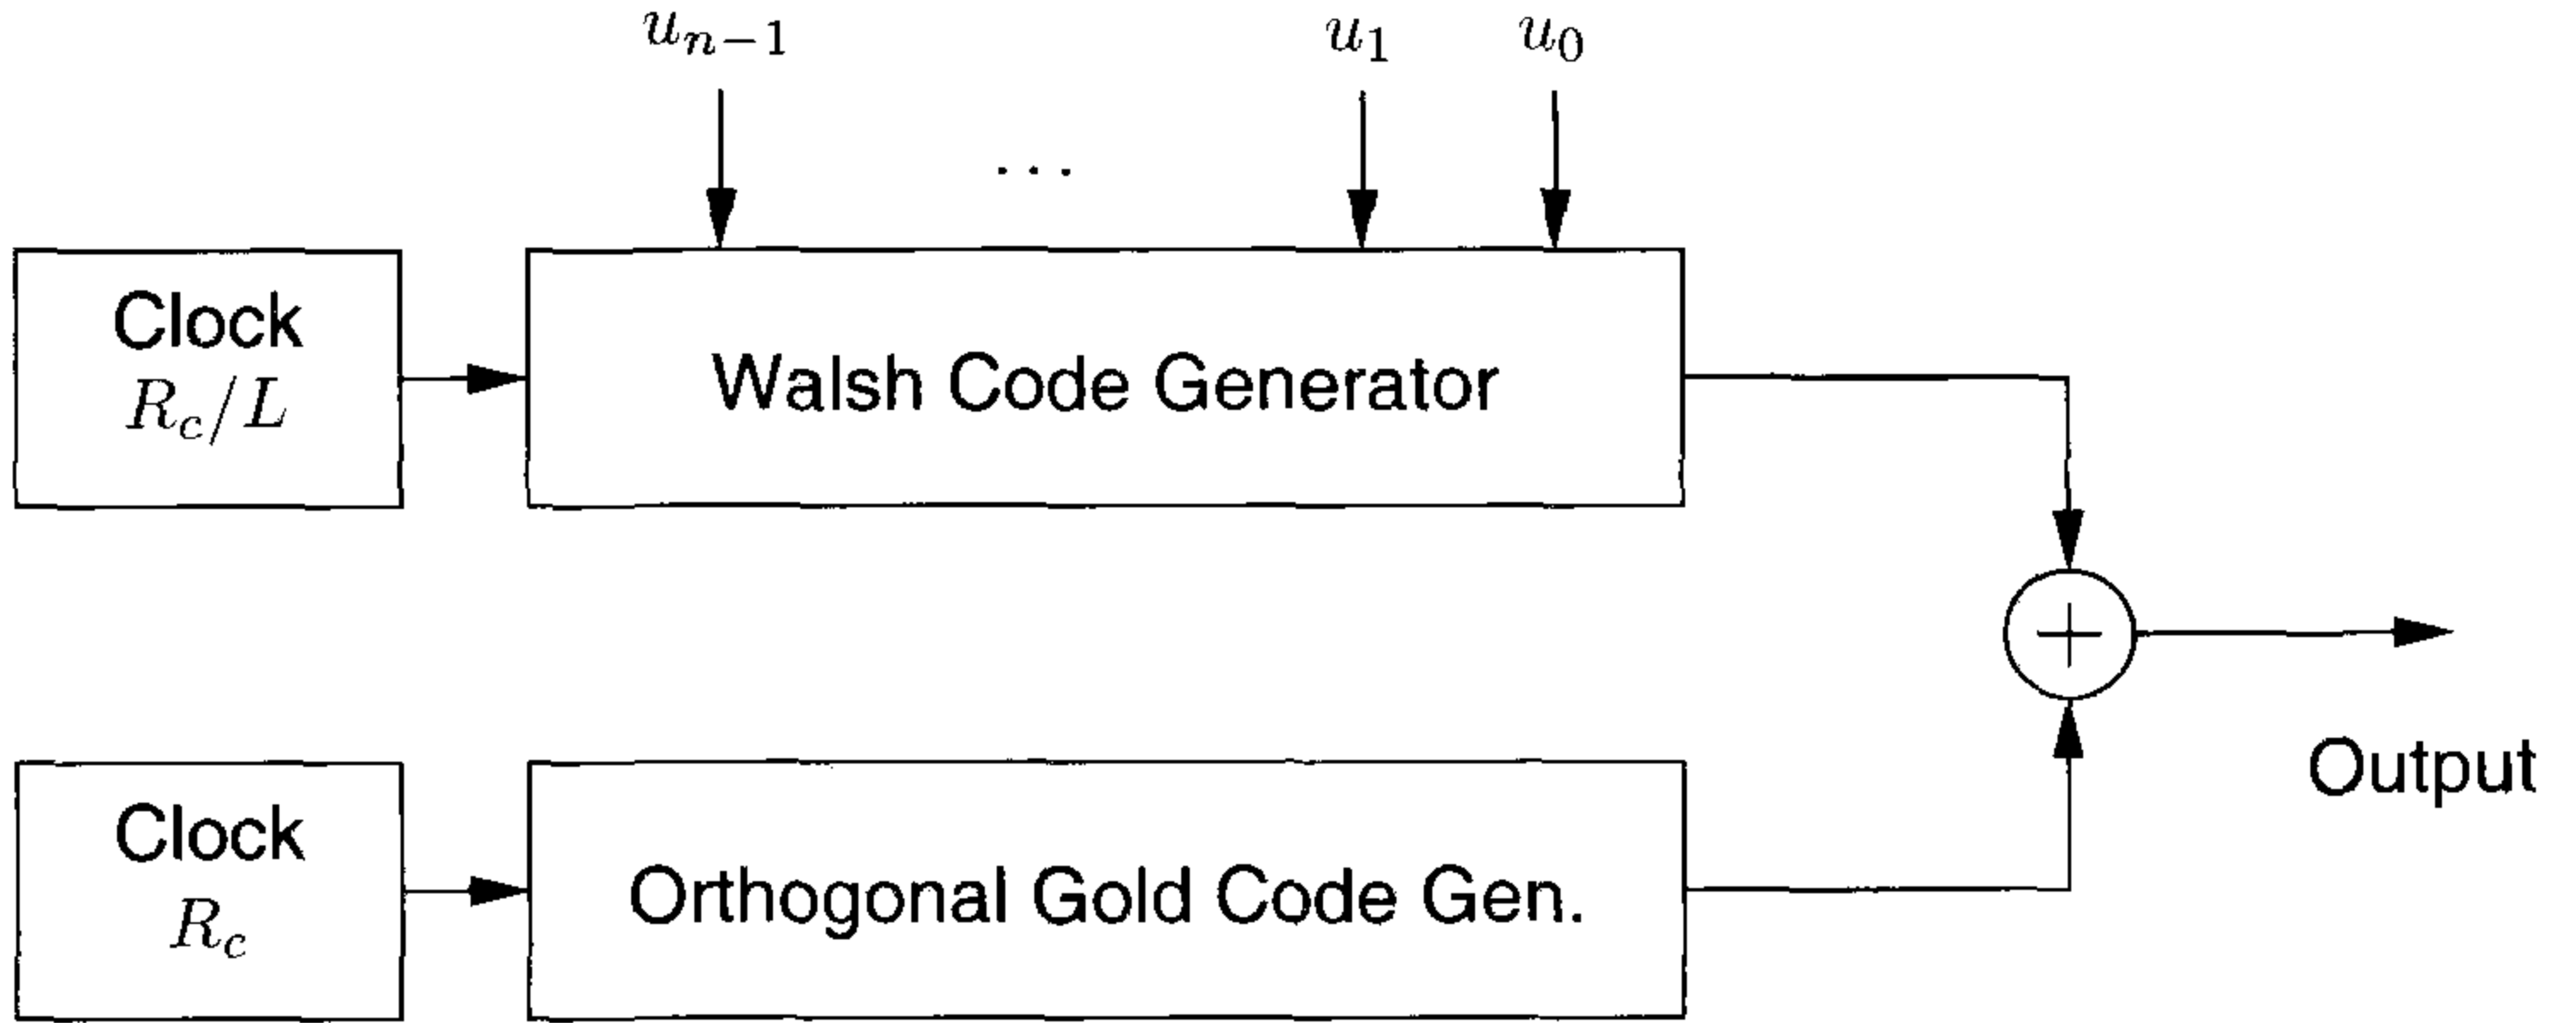 u_{n-1} ... u_1 u_0
Clock
R_c/L
Walsh Code Generator
Clock
R_c
Orthogonal Gold Code Gen.
Output